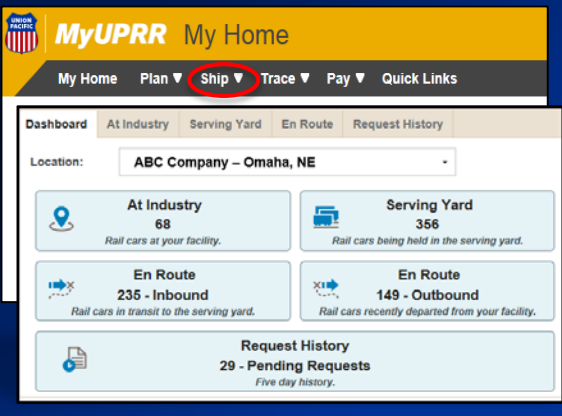 UNION
PACIFIC
MyUPRR My Home
My Home Plan ▼ Ship ▼ Trace ▼ Pay ▼ Quick Links
Dashboard At Industry Serving Yard En Route Request History
Location: ABC Company – Omaha, NE
At Industry
68
Rail cars at your facility.
Serving Yard
356
Rail cars being held in the serving yard.
En Route
235 - Inbound
Rail cars in transit to the serving yard.
En Route
149 - Outbound
Rail cars recently departed from your facility.
Request History
29 - Pending Requests
Five day history.